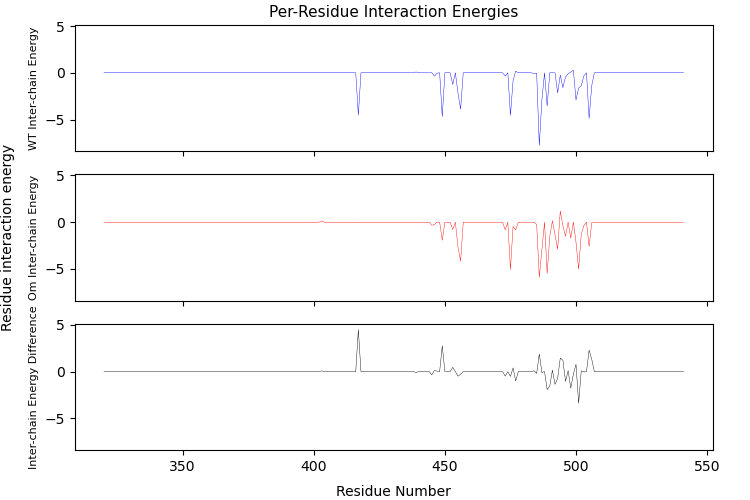 Per-Residue Interaction Energies
Residue interaction energy
WT Inter-chain Energy
5
0
−5
Om Inter-chain Energy
5
0
−5
Inter-chain Energy Difference
5
0
−5
350
400
450
500
550
Residue Number